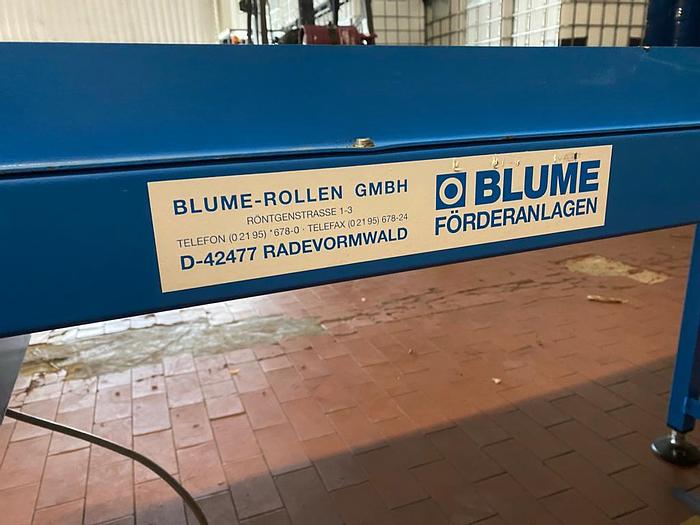 BLUME-ROLLEN GMBH
RÖNTGENSTRASSE 1-3
TELEFON (0 21 95) *678-0 · TELEFAX (0 21 95) 678-24
D-42477 RADEVORMWALD
BLUME
FÖRDERANLAGEN